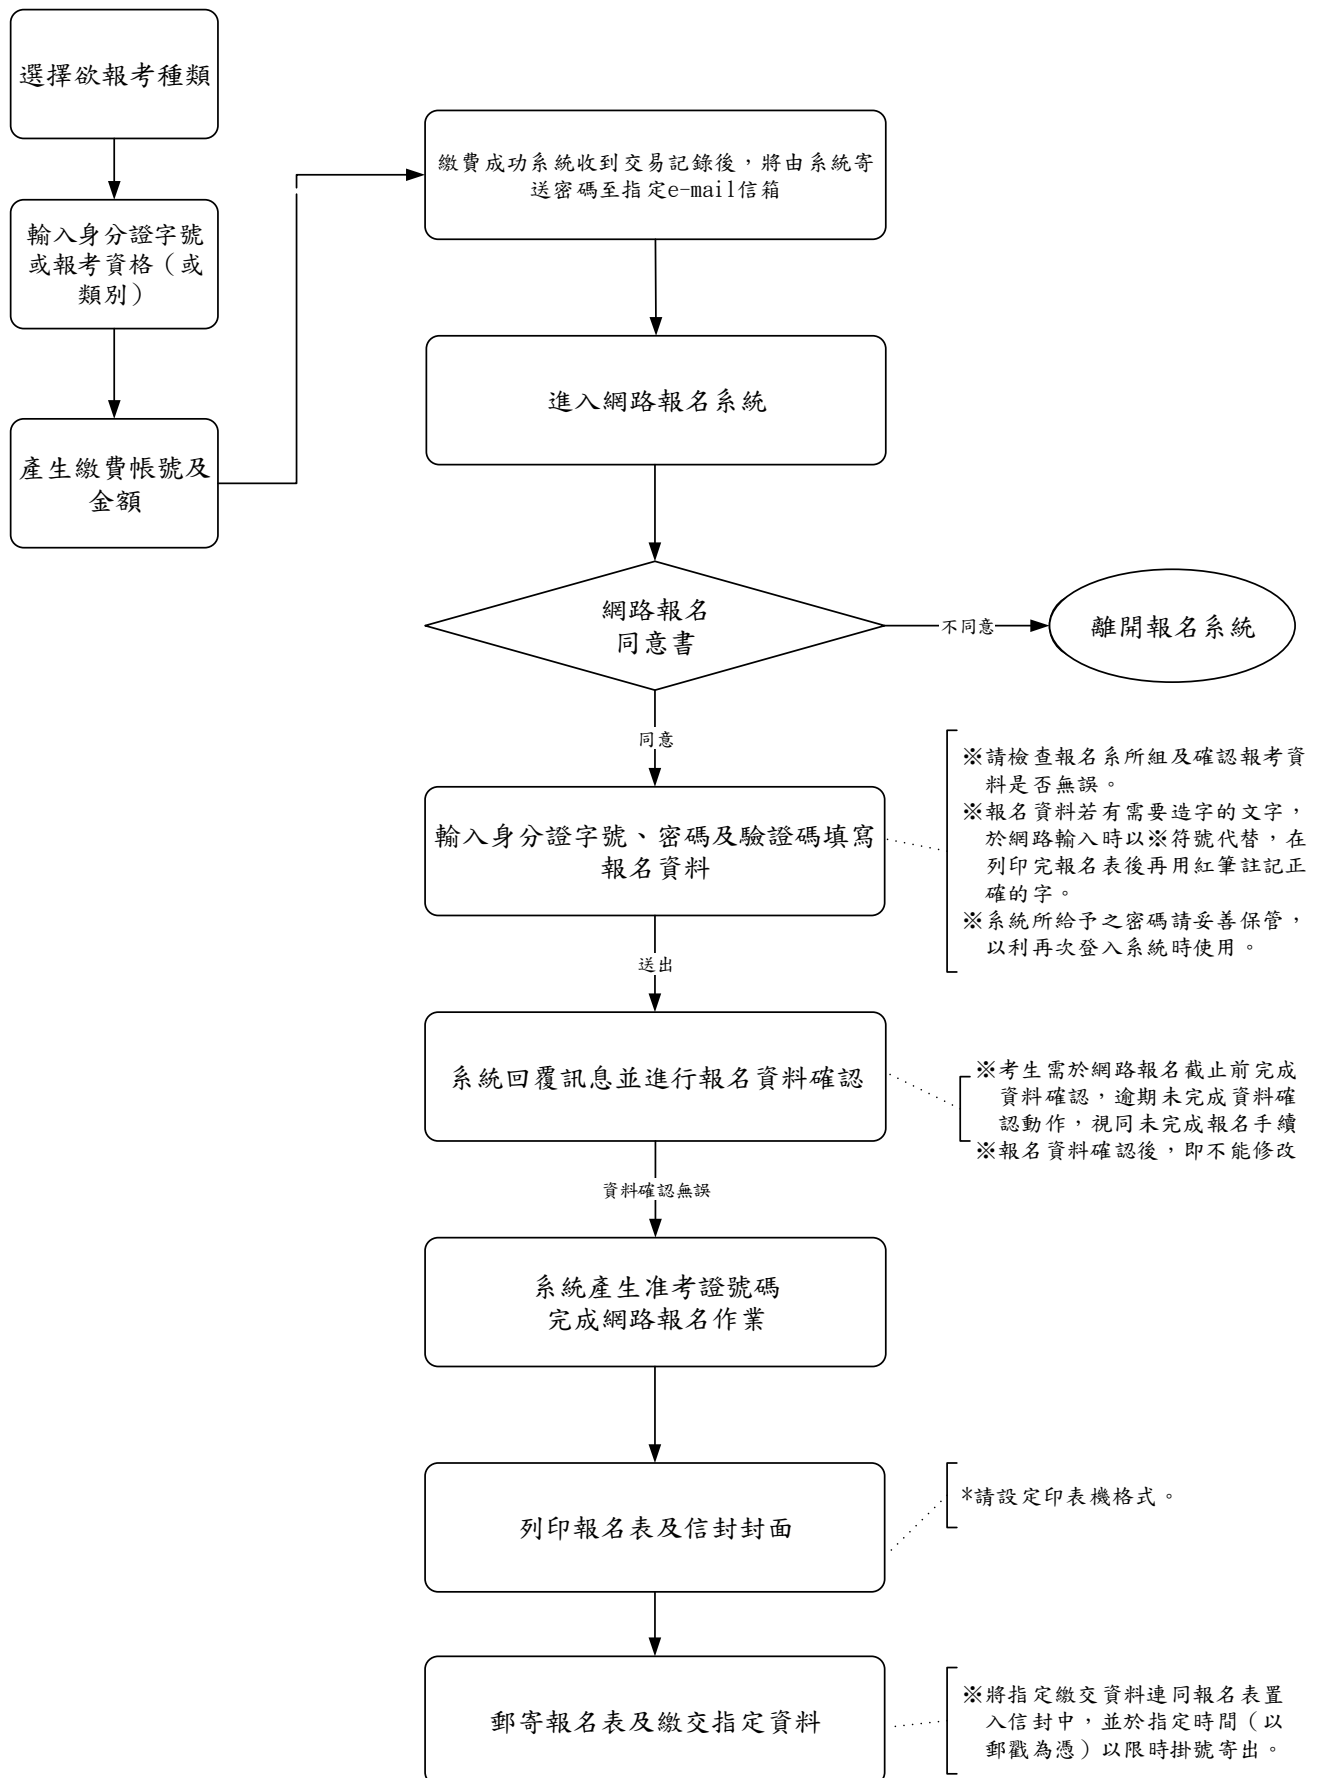 選擇欲報考種類
輸入身分證字號
或報考資格（或
類別）
產生繳費帳號及
金額
繳費成功系統收到交易記錄後，將由系統寄
送密碼至指定e-mail信箱
進入網路報名系統
網路報名
同意書
不同意
離開報名系統
同意
輸入身分證字號、密碼及驗證碼填寫
報名資料
※請檢查報名系所組及確認報考資
料是否無誤。
※報名資料若有需要造字的文字，
於網路輸入時以※符號代替，在
列印完報名表後再用紅筆註記正
確的字。
※系統所給予之密碼請妥善保管，
以利再次登入系統時使用。
送出
系統回覆訊息並進行報名資料確認
※考生需於網路報名截止前完成
資料確認，逾期未完成資料確
認動作，視同未完成報名手續
※報名資料確認後，即不能修改
資料確認無誤
系統產生准考證號碼
完成網路報名作業
列印報名表及信封封面
*請設定印表機格式。
郵寄報名表及繳交指定資料
※將指定繳交資料連同報名表置
入信封中，並於指定時間（以
郵戳為憑）以限時掛號寄出。